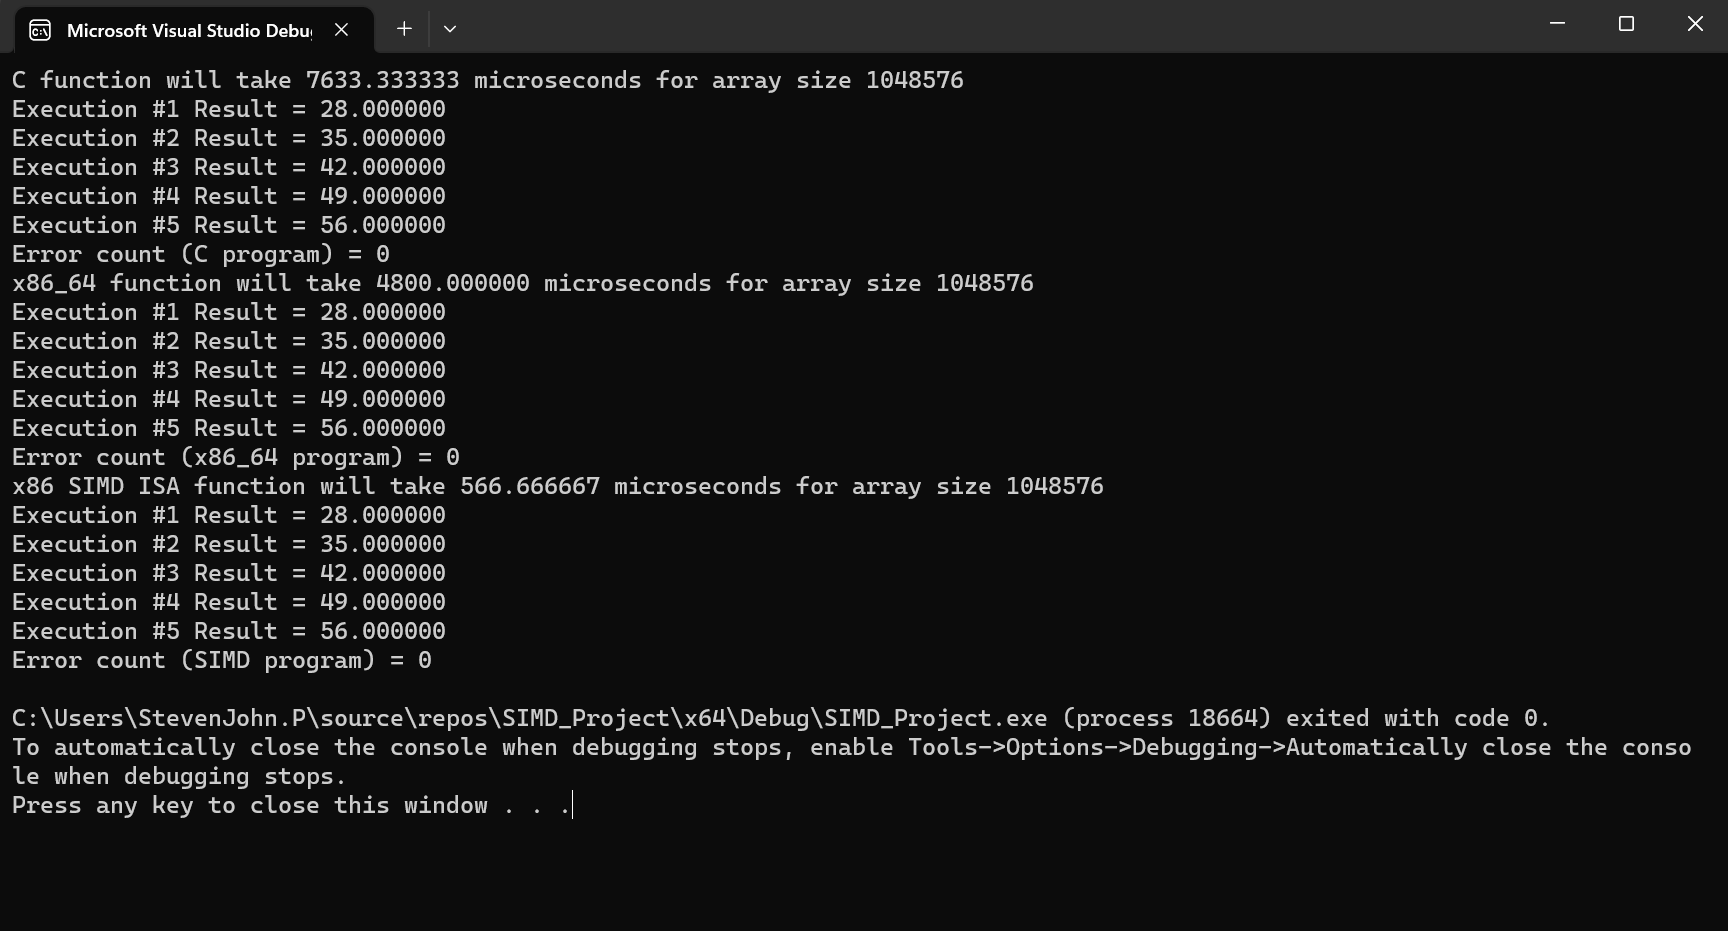 Microsoft Visual Studio Debu
C function will take 7633.333333 microseconds for array size 1048576
Execution #1 Result = 28.000000
Execution #2 Result = 35.000000
Execution #3 Result = 42.000000
Execution #4 Result = 49.000000
Execution #5 Result = 56.000000
Error count (C program) = 0
x86_64 function will take 4800.000000 microseconds for array size 1048576
Execution #1 Result = 28.000000
Execution #2 Result = 35.000000
Execution #3 Result = 42.000000
Execution #4 Result = 49.000000
Execution #5 Result = 56.000000
Error count (x86_64 program) = 0
x86 SIMD ISA function will take 566.666667 microseconds for array size 1048576
Execution #1 Result = 28.000000
Execution #2 Result = 35.000000
Execution #3 Result = 42.000000
Execution #4 Result = 49.000000
Execution #5 Result = 56.000000
Error count (SIMD program) = 0
C:\Users\StevenJohn.P\source\repos\SIMD_Project\x64\Debug\SIMD_Project.exe (process 18664) exited with code 0.
To automatically close the console when debugging stops, enable Tools->Options->Debugging->Automatically close the conso
le when debugging stops.
Press any key to close this window . . .